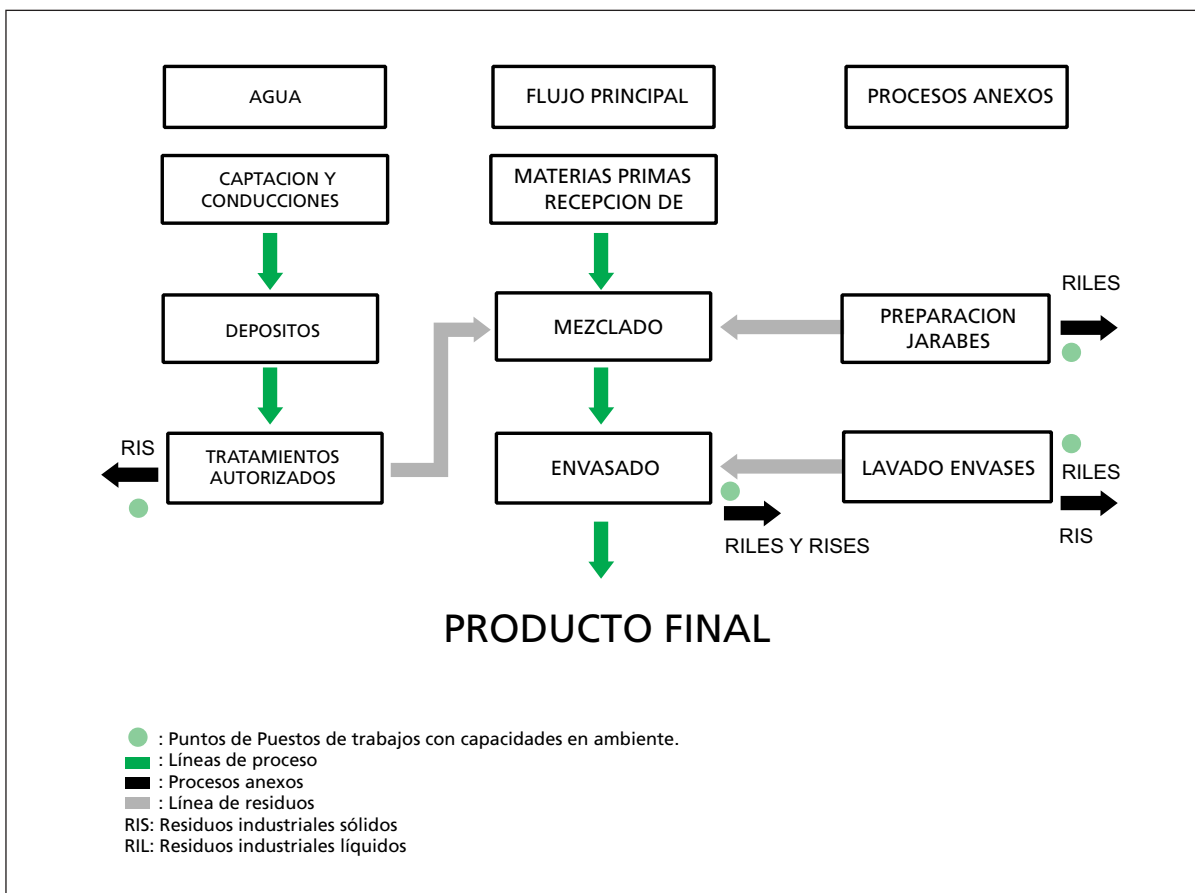 AGUA
FLUJO PRINCIPAL
PROCESOS ANEXOS
CAPTACION Y
CONDUCCIONES
MATERIAS PRIMAS
RECEPCION DE
DEPOSITOS
MEZCLADO
PREPARACION
JARABES
RILES
RIS
TRATAMIENTOS
AUTORIZADOS
ENVASADO
LAVADO ENVASES
RILES
RIS
RILES Y RISES
PRODUCTO FINAL
: Puntos de Puestos de trabajos con capacidades en ambiente.
: Líneas de proceso
: Procesos anexos
: Línea de residuos
RIS: Residuos industriales sólidos
RIL: Residuos industriales líquidos